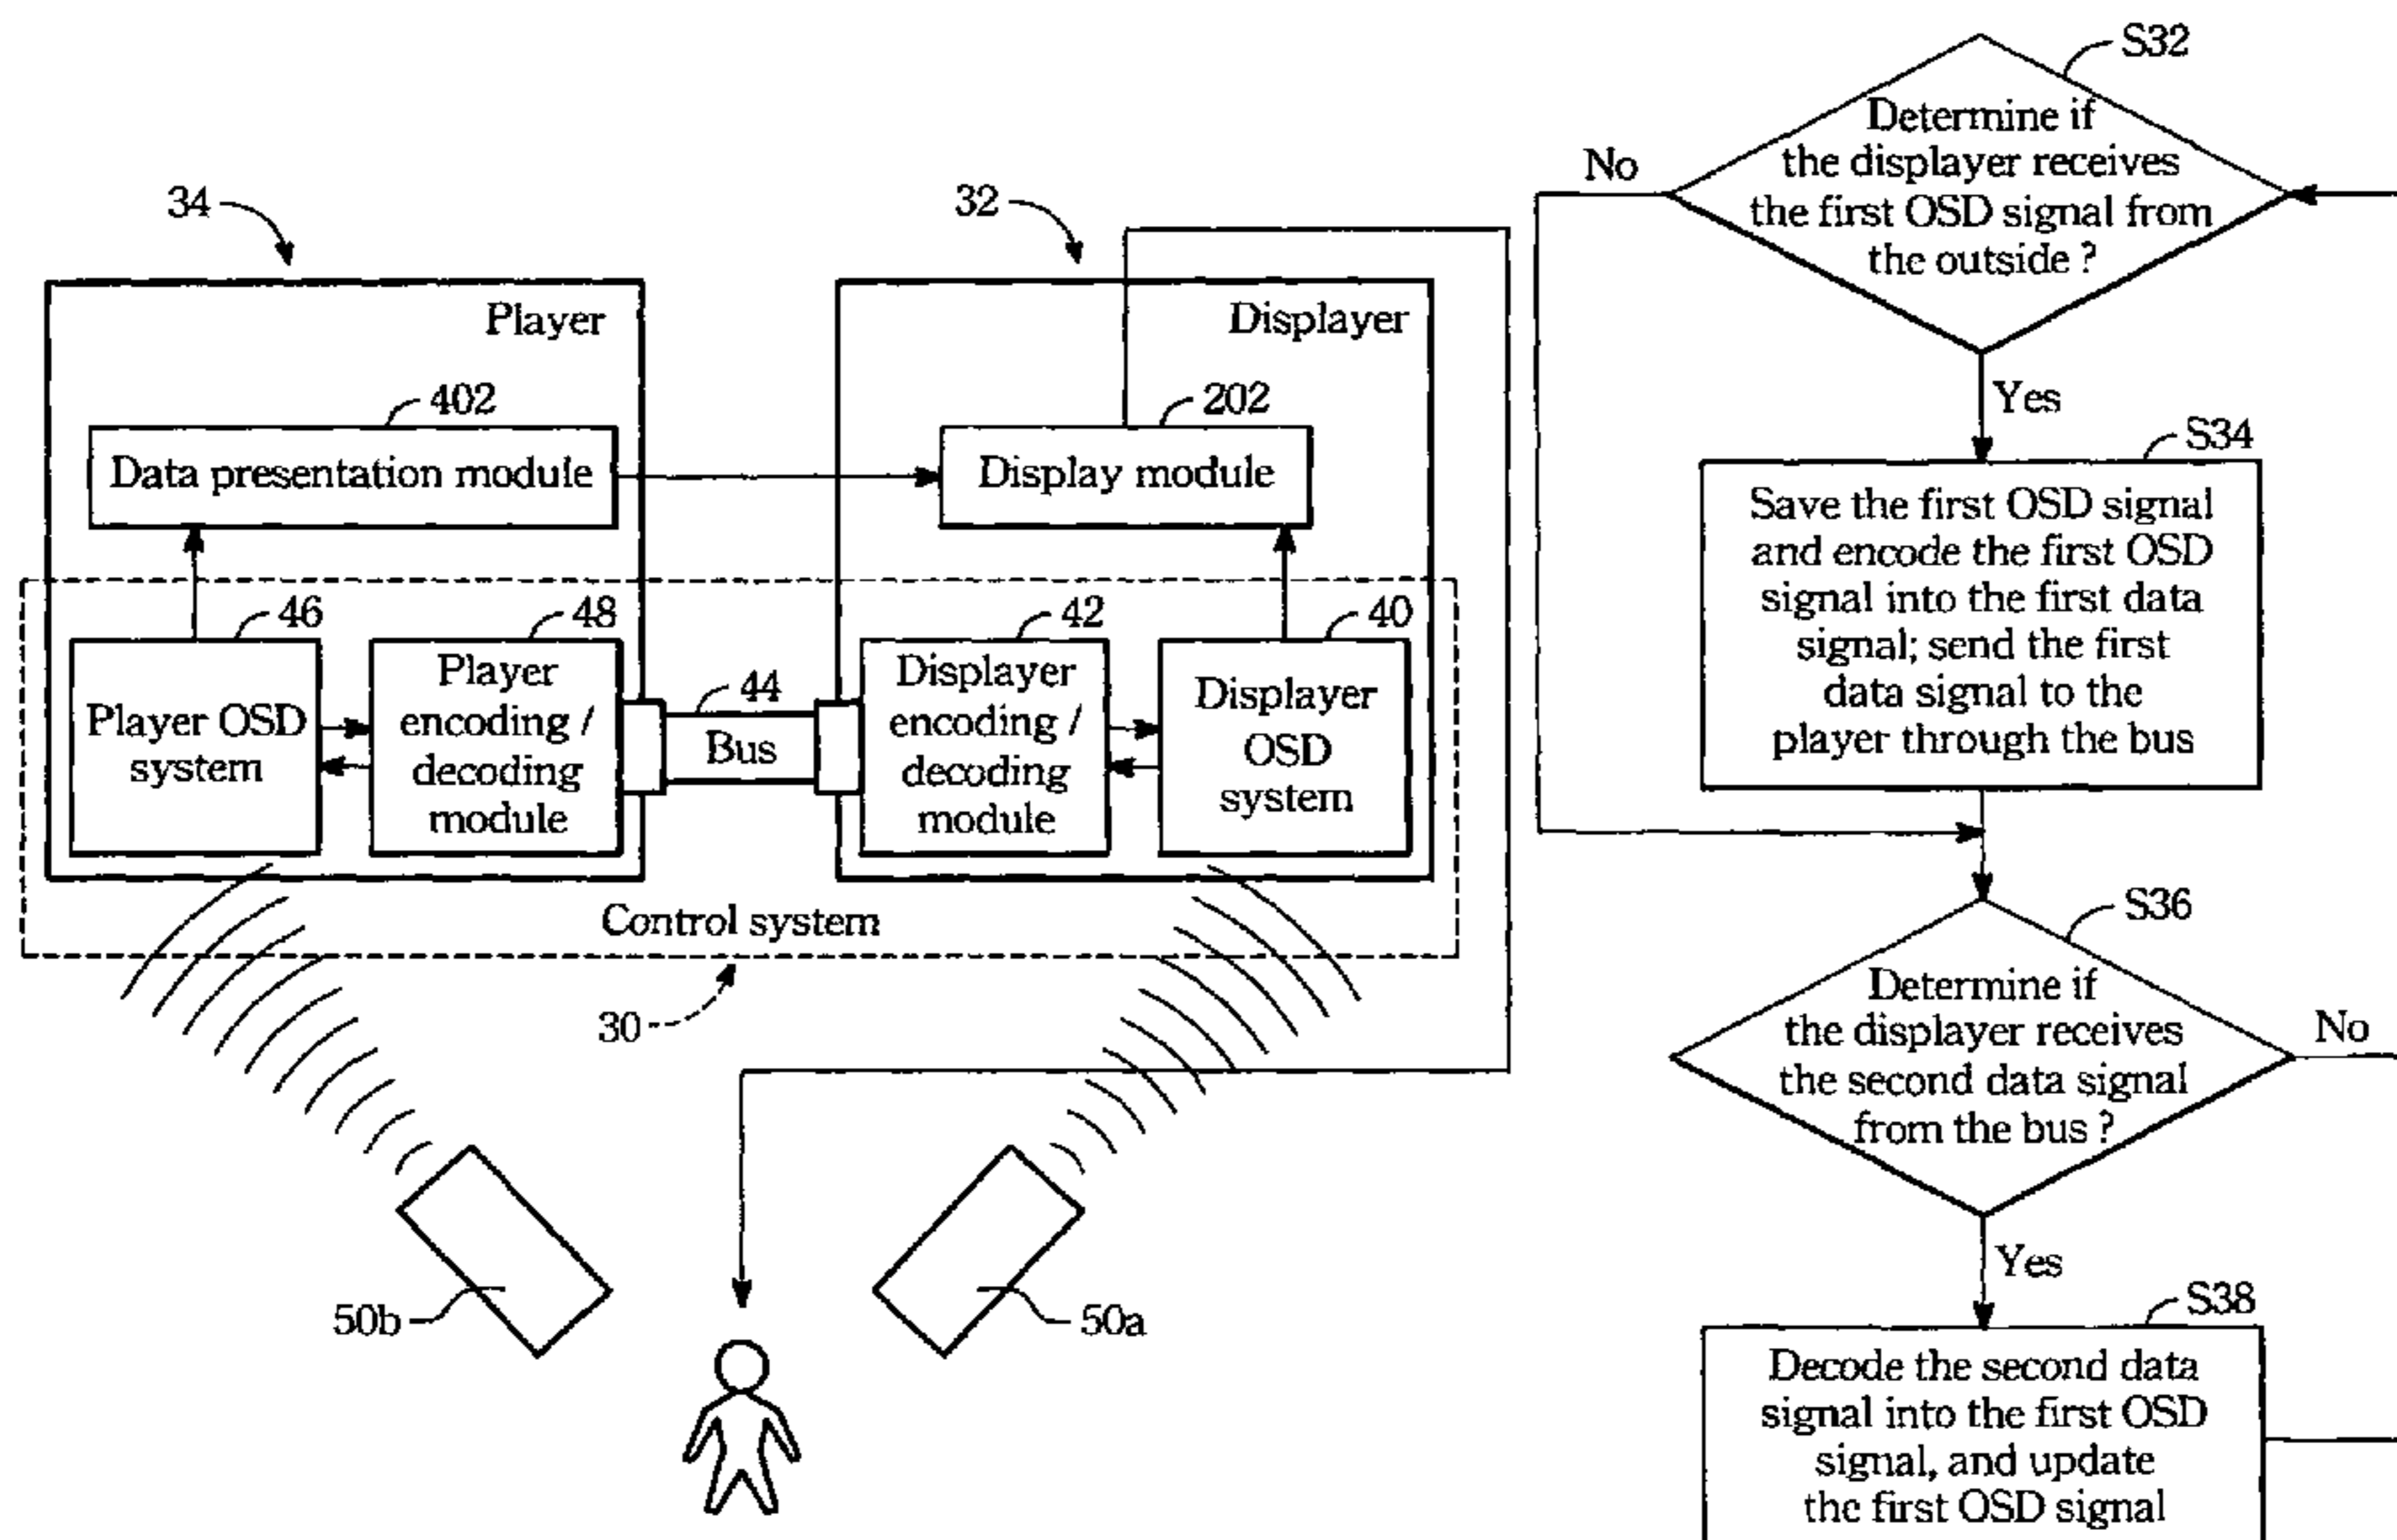 34
32
Player
Displayer
402
202
Data presentation module
Display module
46
48
42
40
Player OSD
system
Player
encoding /
decoding
module
44
Bus
Displayer
encoding /
decoding
module
Displayer
OSD
system
Control system
30
50b
50a
S32
Determine if
the displayer receives
the first OSD signal from
the outside ?
No
Yes
S34
Save the first OSD signal
and encode the first OSD
signal into the first data
signal; send the first
data signal to the
player through the bus
S36
Determine if
the displayer receives
the second data signal
from the bus ?
No
Yes
S38
Decode the second data
signal into the first OSD
signal, and update
the first OSD signal